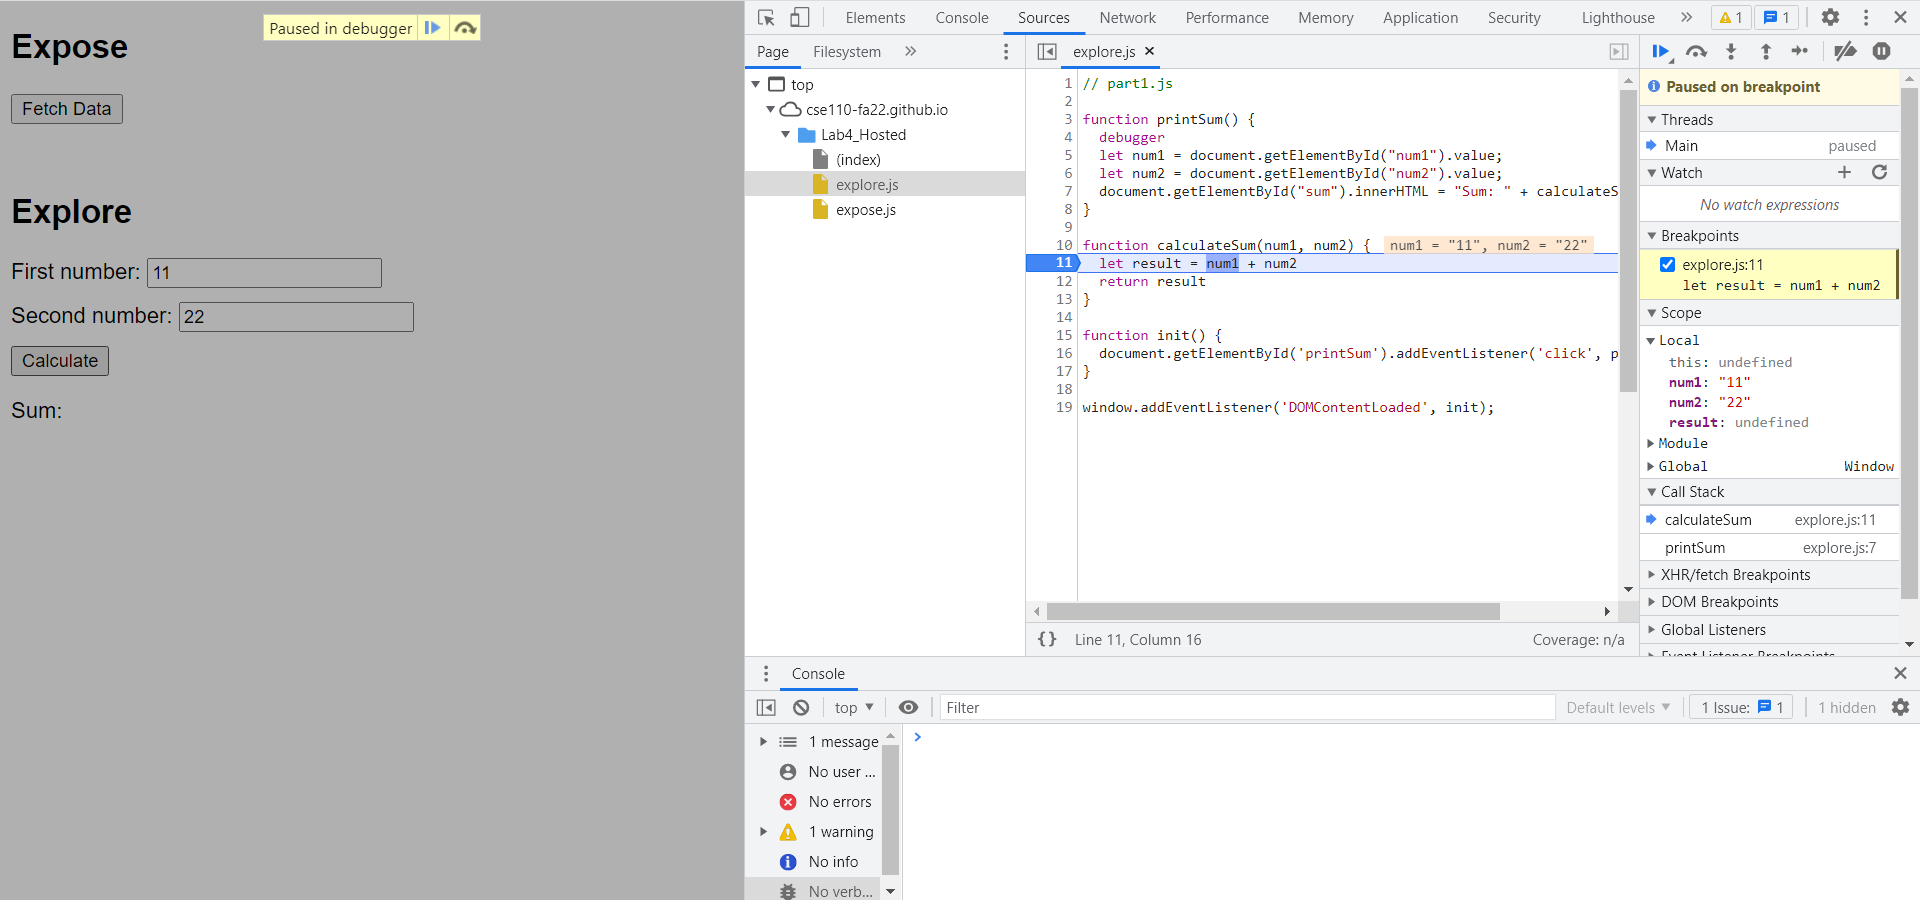 Paused in debugger
Expose
Fetch Data
Explore
First number: 11
Second number: 22
Calculate
Sum:
Elements Console Sources Network Performance Memory Application Security Lighthouse » 1 1
Page Filesystem »
top
cse110-fa22.github.io
Lab4_Hosted
(index)
explore.js
expose.js
explore.js ×
1 // part1.js
2
3 function printSum() {
4 debugger
5 let num1 = document.getElementById("num1").value;
6 let num2 = document.getElementById("num2").value;
7 document.getElementById("sum").innerHTML = "Sum: " + calculateS
8 }
9
10 function calculateSum(num1, num2) { num1 = "11", num2 = "22"
11 let result = num1 + num2
12 return result
13 }
14
15 function init() {
16 document.getElementById('printSum').addEventListener('click', p
17 }
18
19 window.addEventListener('DOMContentLoaded', init);
{} Line 11, Column 16 Coverage: n/a
Paused on breakpoint
Threads
Main paused
Watch
No watch expressions
Breakpoints
explore.js:11
let result = num1 + num2
Scope
Local
this: undefined
num1: "11"
num2: "22"
result: undefined
Module
Global Window
Call Stack
calculateSum explore.js:11
printSum explore.js:7
XHR/fetch Breakpoints
DOM Breakpoints
Global Listeners
Event Listener Breakpoints
Console
top Filter Default levels 1 Issue: 1 1 hidden
1 message
No user ...
No errors
1 warning
No info
No verb...